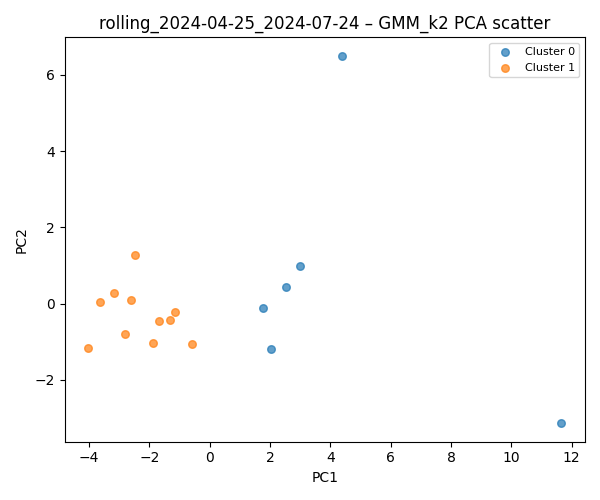 rolling_2024-04-25_2024-07-24 – GMM_k2 PCA scatter
Cluster 0
Cluster 1
PC2
6
4
2
0
−2
−4
−2
0
2
4
6
8
10
12
PC1